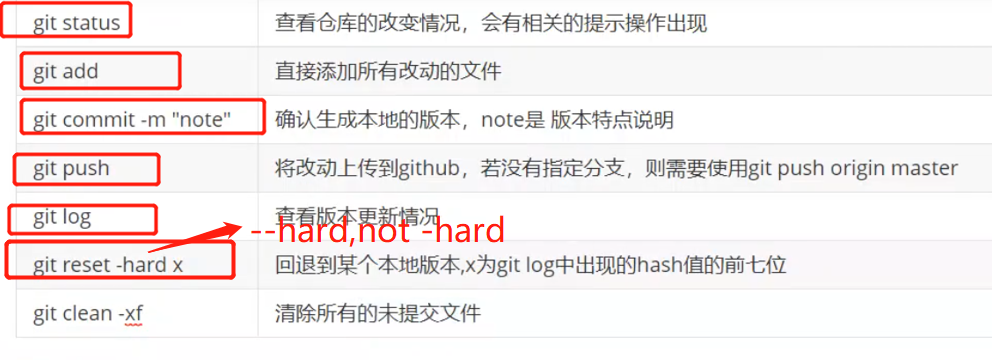 git status 查看仓库的改变情况，会有相关的提示操作出现
git add 直接添加所有改动的文件
git commit -m "note" 确认生成本地的版本，note是 版本特点说明
git push 将改动上传到github，若没有指定分支，则需要使用git push origin master
git log 查看版本更新情况
--hard,not -hard
git reset -hard x 回退到某个本地版本,x为git log中出现的hash值的前七位
git clean -xf 清除所有的未提交文件